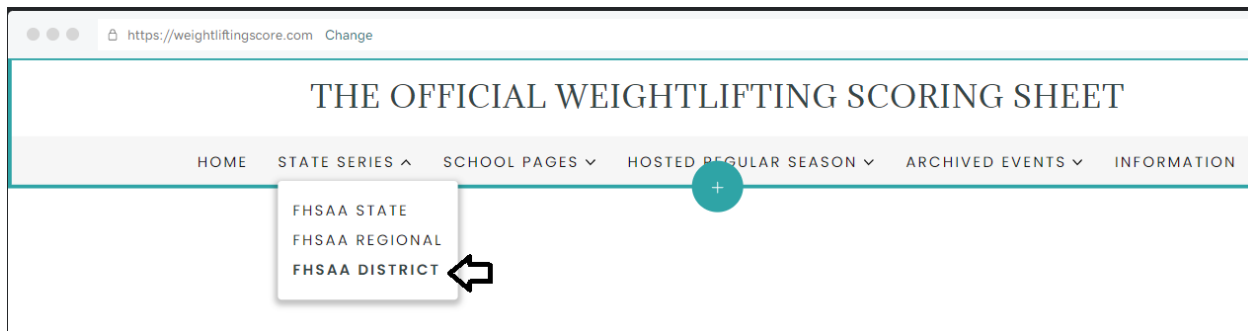 https://weightliftingscore.com Change
THE OFFICIAL WEIGHTLIFTING SCORING SHEET
HOME STATE SERIES SCHOOL PAGES HOSTED REGULAR SEASON ARCHIVED EVENTS INFORMATION
+
FHSAA STATE
FHSAA REGIONAL
FHSAA DISTRICT